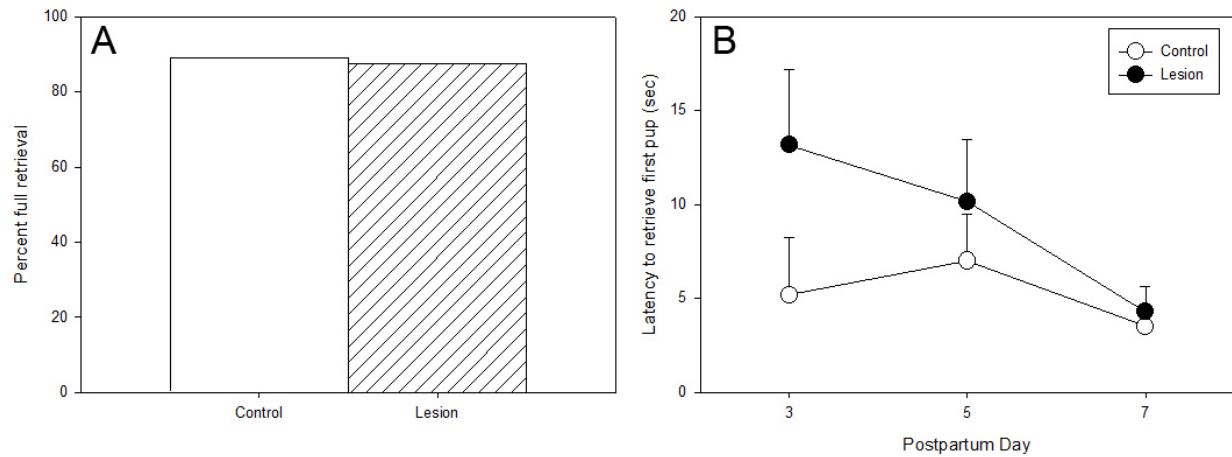 A
100
80
60
40
20
0
Percent full retrieval
Control
Lesion
B
20
15
10
5
0
Latency to retrieve first pup (sec)
Control
Lesion
3
5
7
Postpartum Day